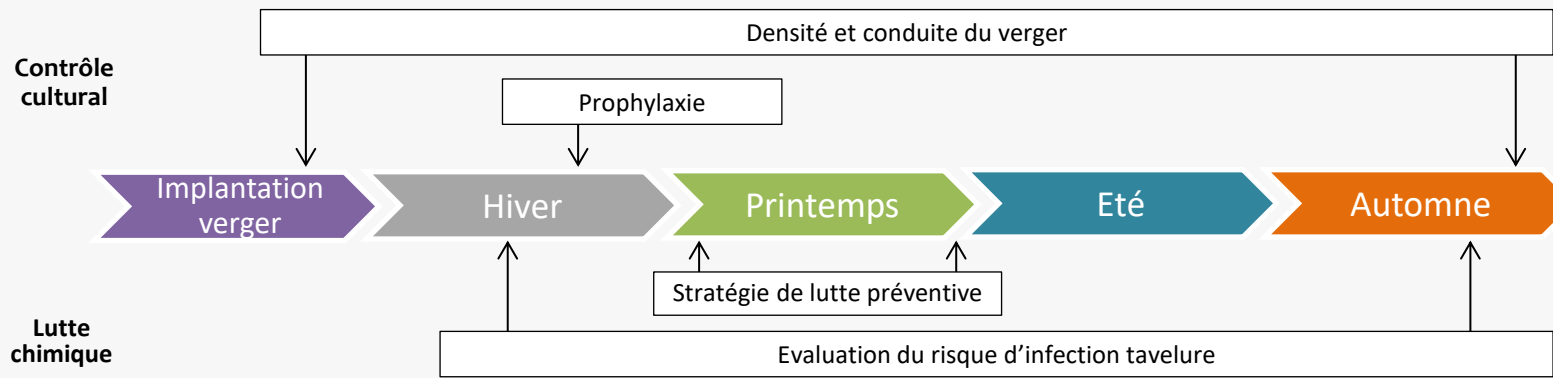 Densité et conduite du verger
Contrôle
cultural
Prophylaxie
Implantation
verger
Hiver
Printemps
Eté
Automne
Stratégie de lutte préventive
Lutte
chimique
Evaluation du risque d’infection tavelure